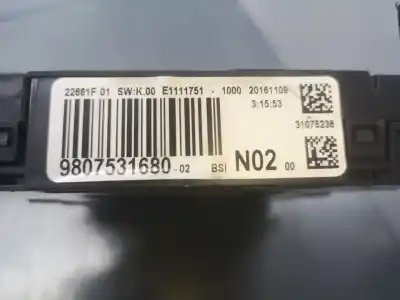 22681F 01 SW:K.00 E1111751 - 1000 20161109
3:15:53
31075236
9807531680-02 BSI N02 00